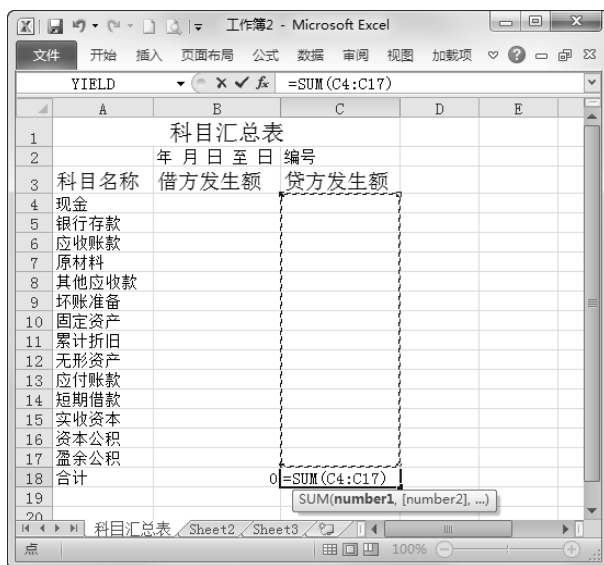 工作簿2 - Microsoft Excel
文件 开始 插入 页面布局 公式 数据 审阅 视图 加载项
YIELD fx =SUM(C4:C17)
A B C D E
1 科目汇总表
2 年 月 日 至 日 编号
3 科目名称 借方发生额 贷方发生额
4 现金
5 银行存款
6 应收账款
7 原材料
8 其他应收款
9 坏账准备
10 固定资产
11 累计折旧
12 无形资产
13 应付账款
14 短期借款
15 实收资本
16 资本公积
17 盈余公积
18 合计 0 =SUM(C4:C17)
19 SUM(number1, [number2], ...)
20
科目汇总表 Sheet2 Sheet3
点 100%